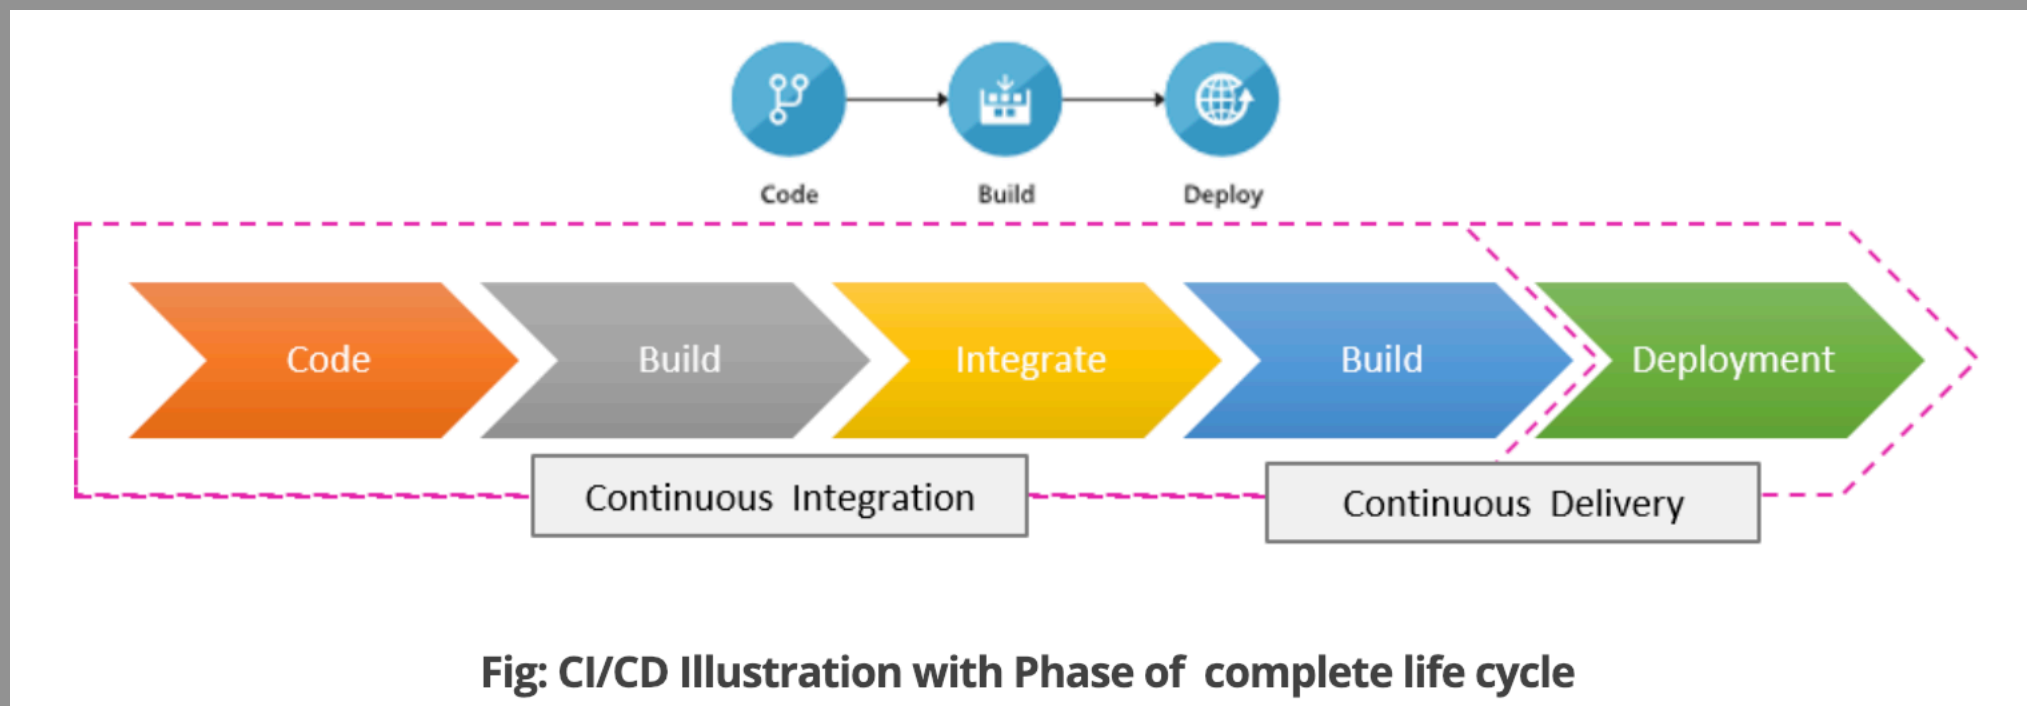 Code
Build
Deploy
Code
Build
Integrate
Build
Deployment
Continuous Integration
Continuous Delivery
Fig: CI/CD Illustration with Phase of complete life cycle